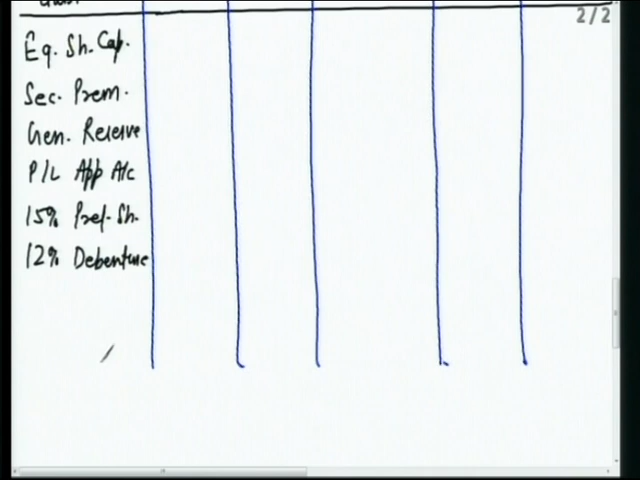 2/2
Eq. Sh. Cap.
Sec. Prem.
Gen. Reserve
P/L App A/c
15% Pref. Sh.
12% Debenture